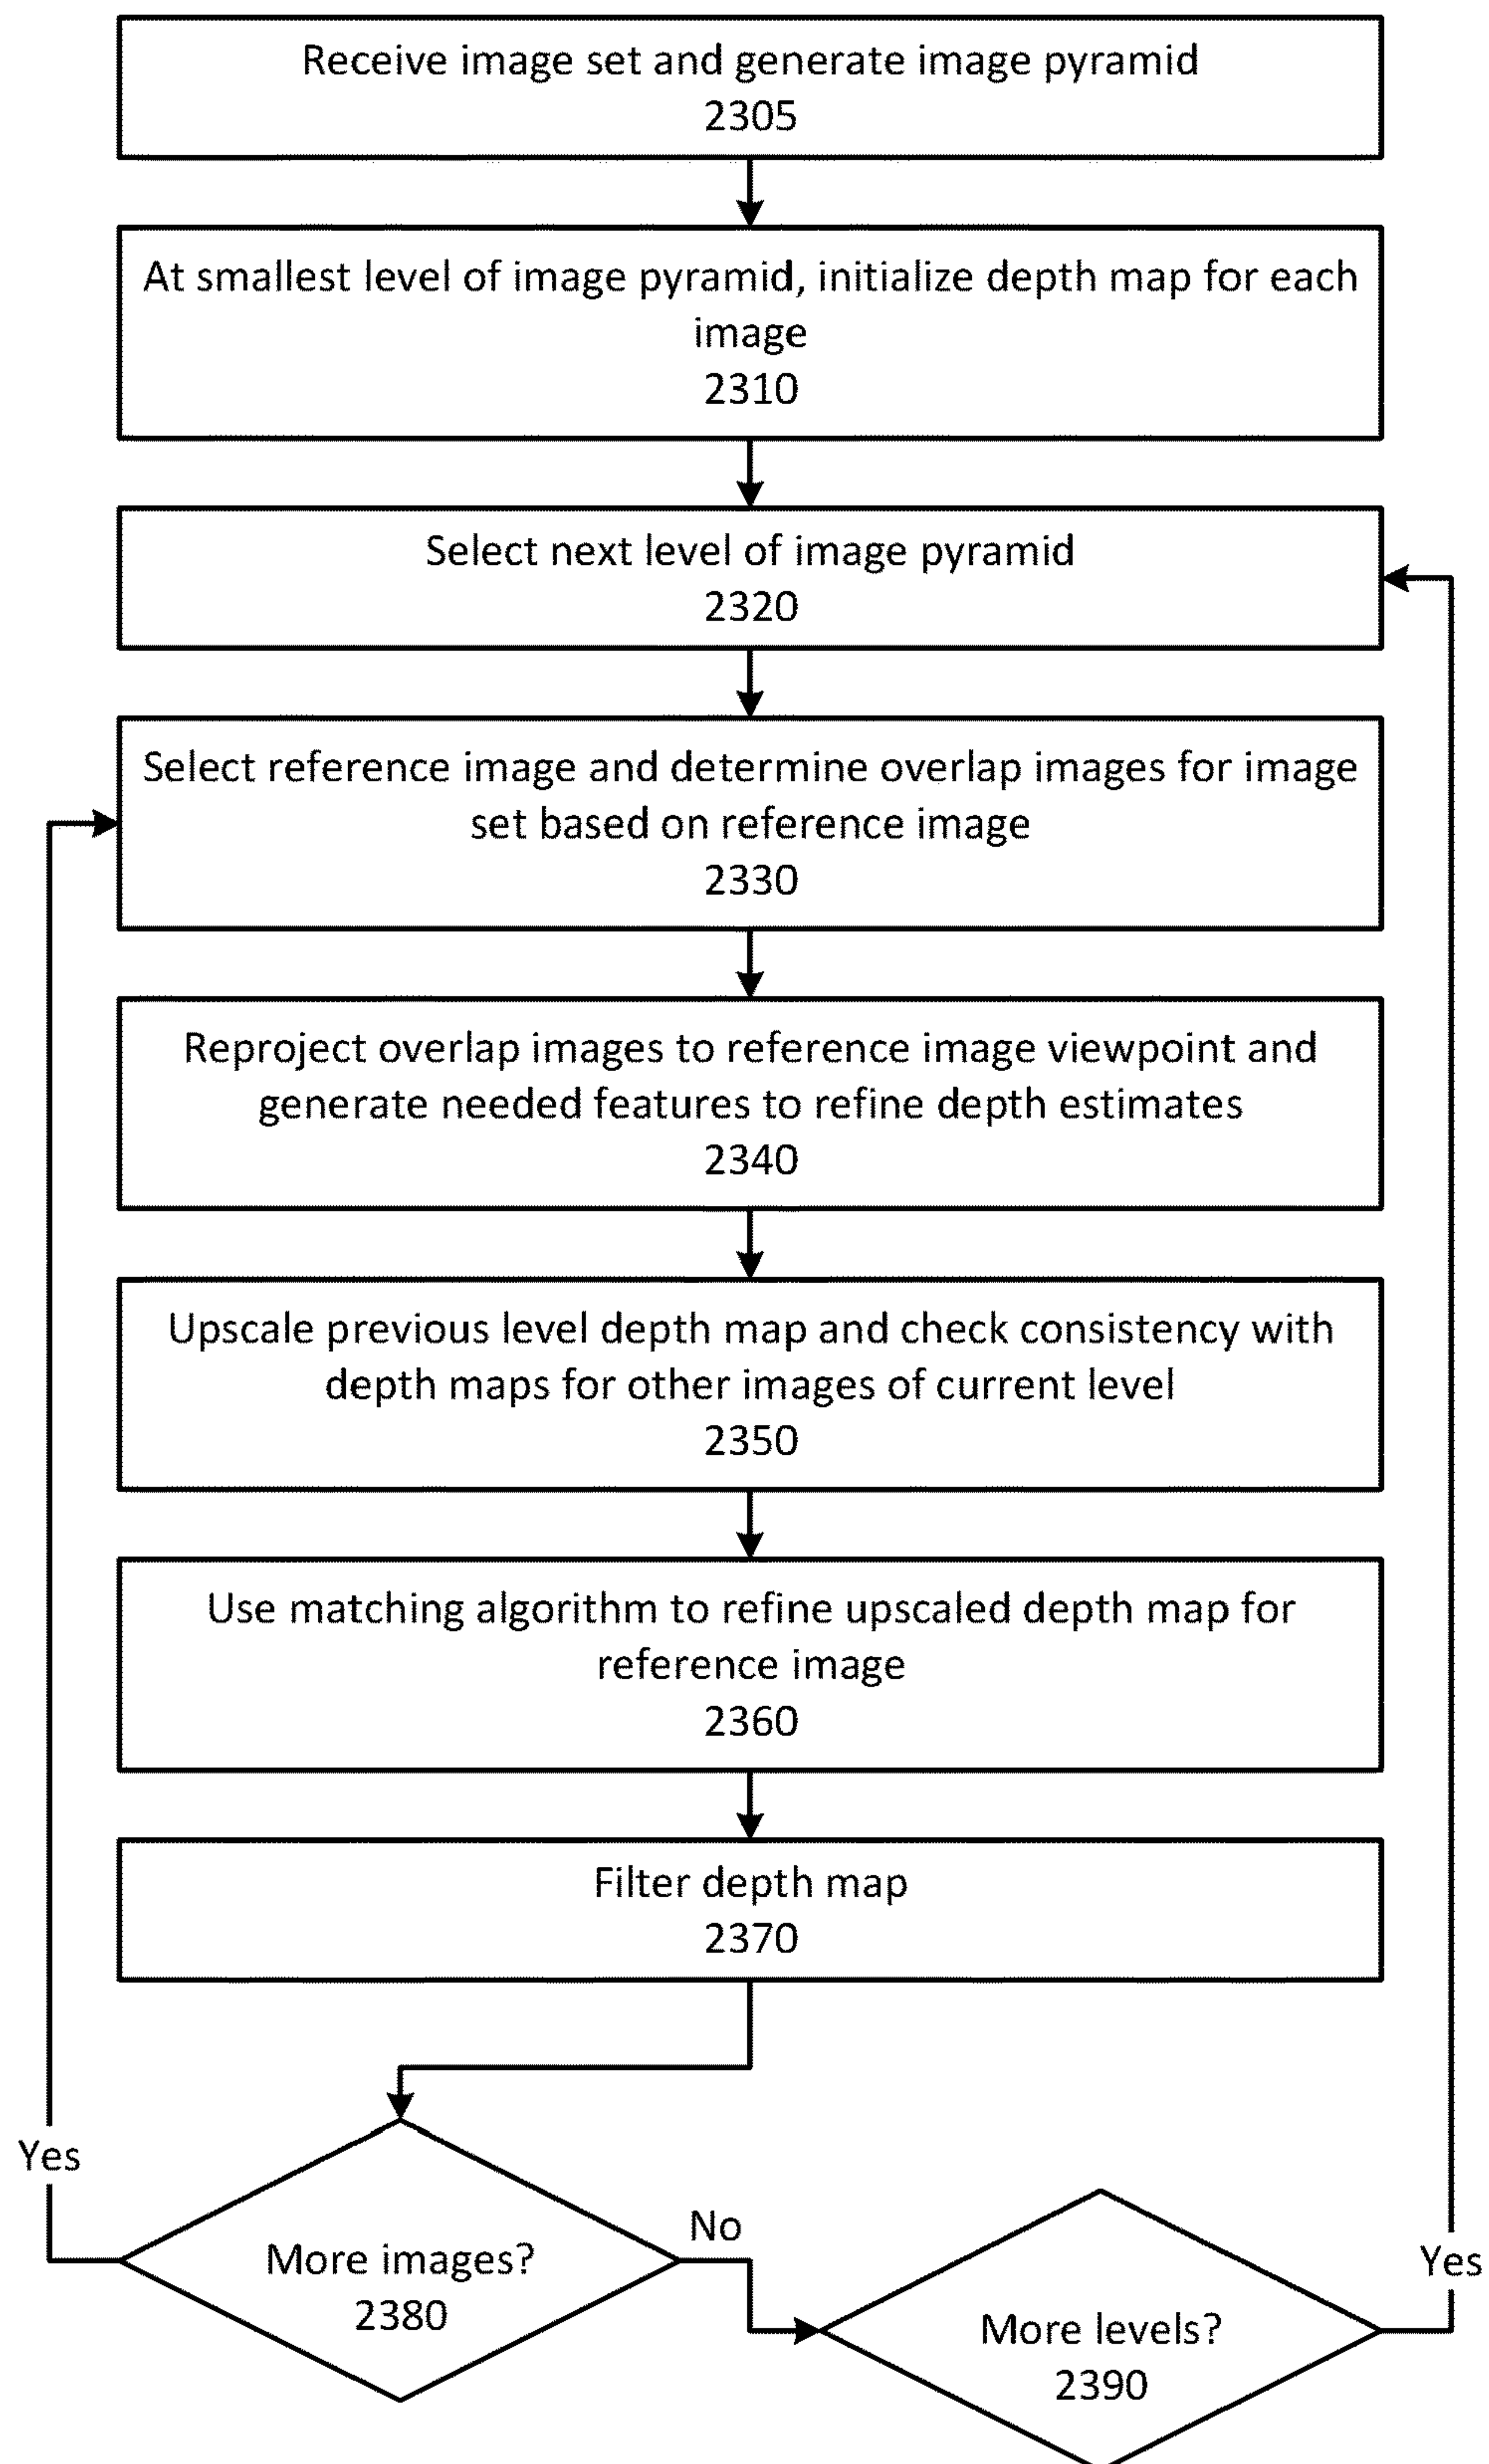 Receive image set and generate image pyramid
2305
At smallest level of image pyramid, initialize depth map for each
image
2310
Select next level of image pyramid
2320
Select reference image and determine overlap images for image
set based on reference image
2330
Reproject overlap images to reference image viewpoint and
generate needed features to refine depth estimates
2340
Upscale previous level depth map and check consistency with
depth maps for other images of current level
2350
Use matching algorithm to refine upscaled depth map for
reference image
2360
Filter depth map
2370
Yes
More images?
2380
No
More levels?
2390
Yes